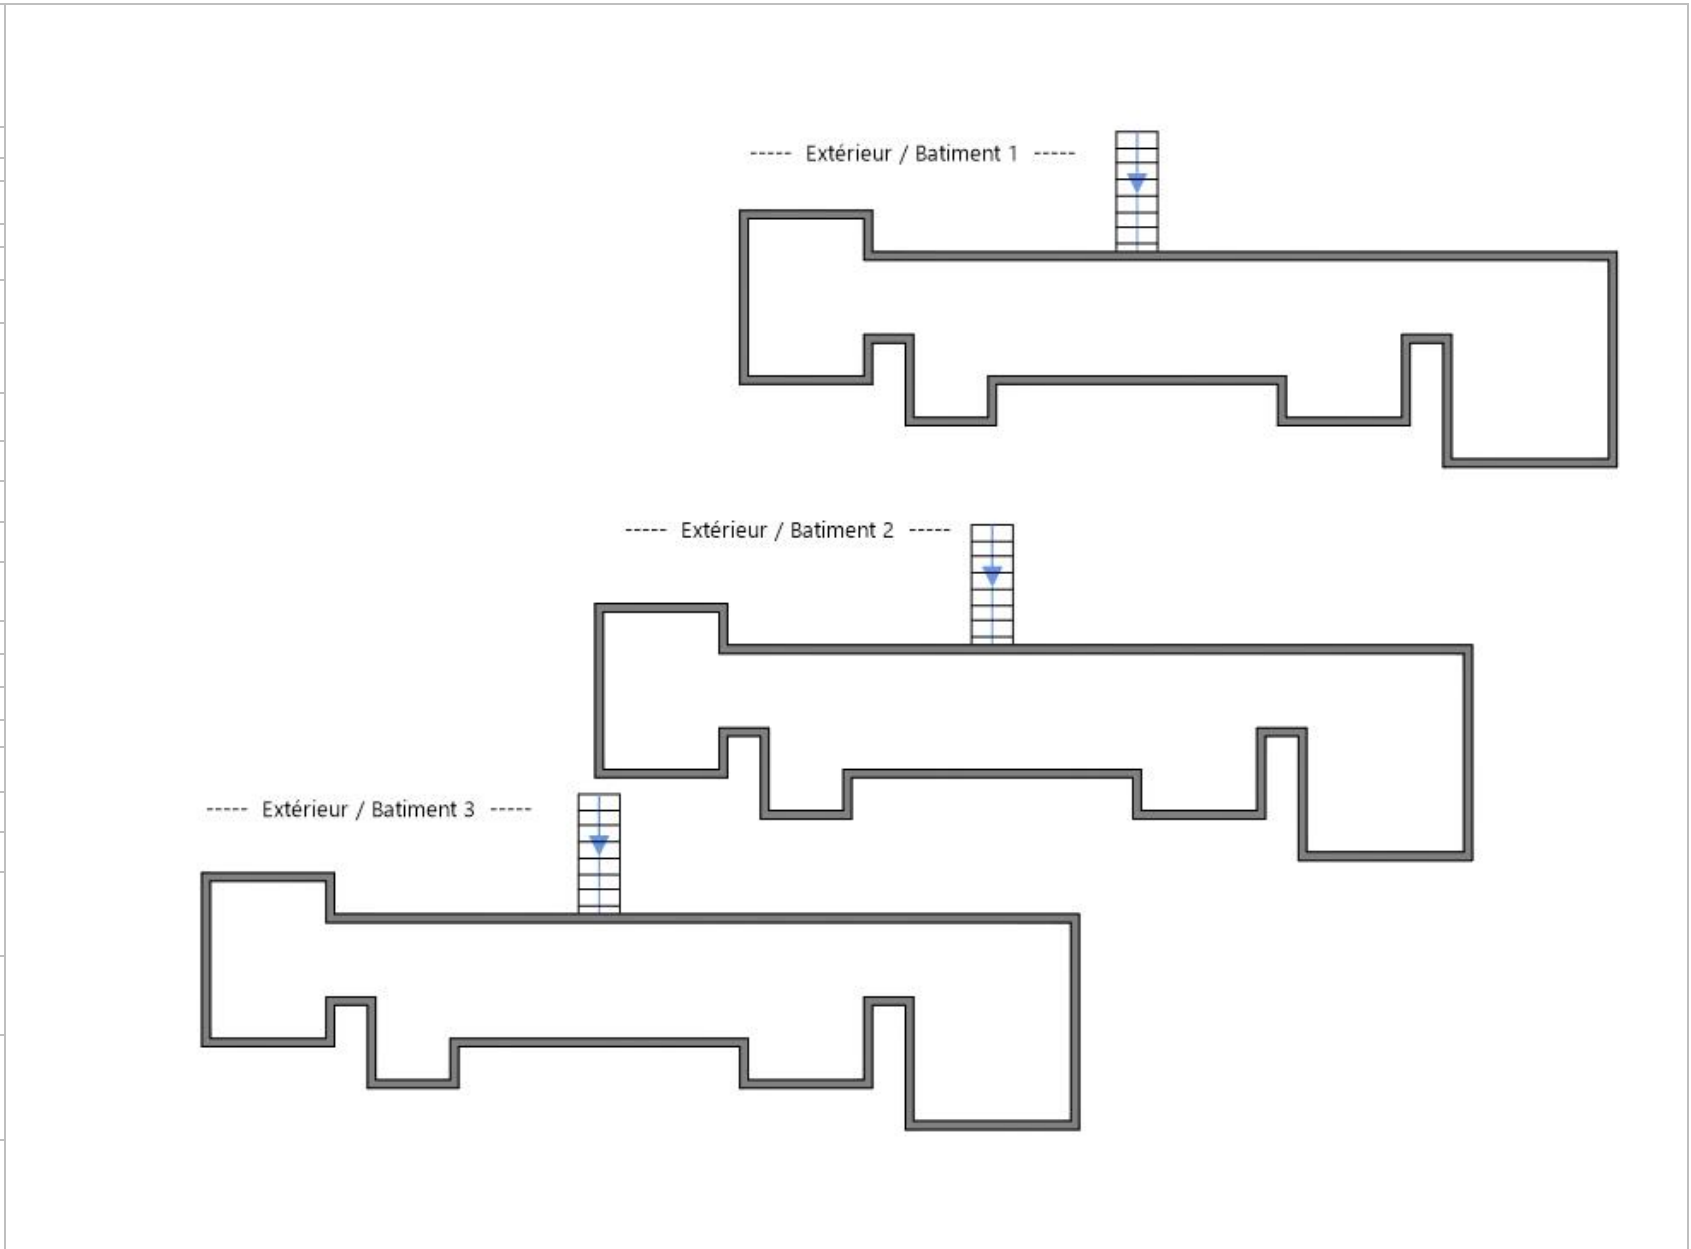 ----- Extérieur / Batiment 1 -----
----- Extérieur / Batiment 2 -----
----- Extérieur / Batiment 3 -----